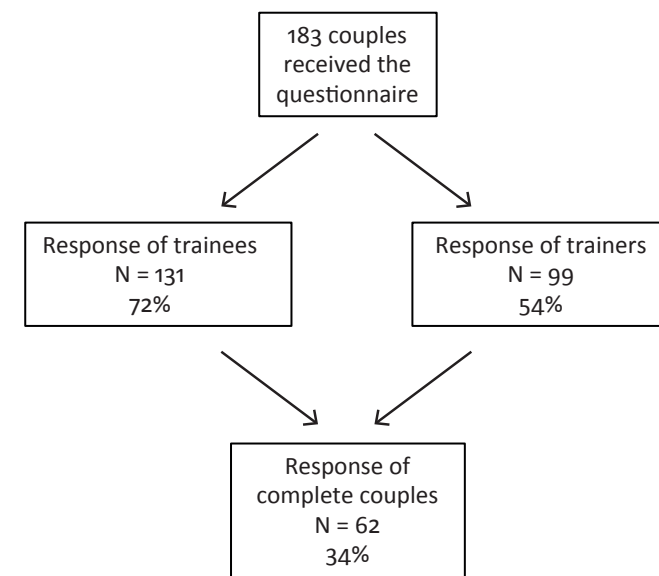 183 couples
received the
questionnaire
Response of trainees
N = 131
72%
Response of trainers
N = 99
54%
Response of
complete couples
N = 62
34%